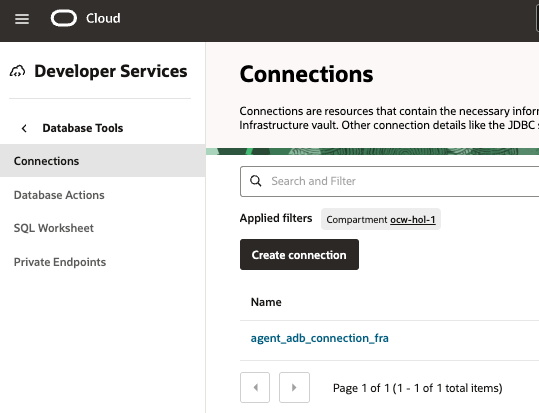 Cloud
Developer Services
Database Tools
Connections
Database Actions
SQL Worksheet
Private Endpoints
Connections
Connections are resources that contain the necessary
Infrastructure vault. Other connection details like the JDBC
Search and Filter
Applied filters Compartment ocw-hol-1
Create connection
Name
agent_adb_connection_fra
Page 1 of 1 (1 - 1 of 1 total items)